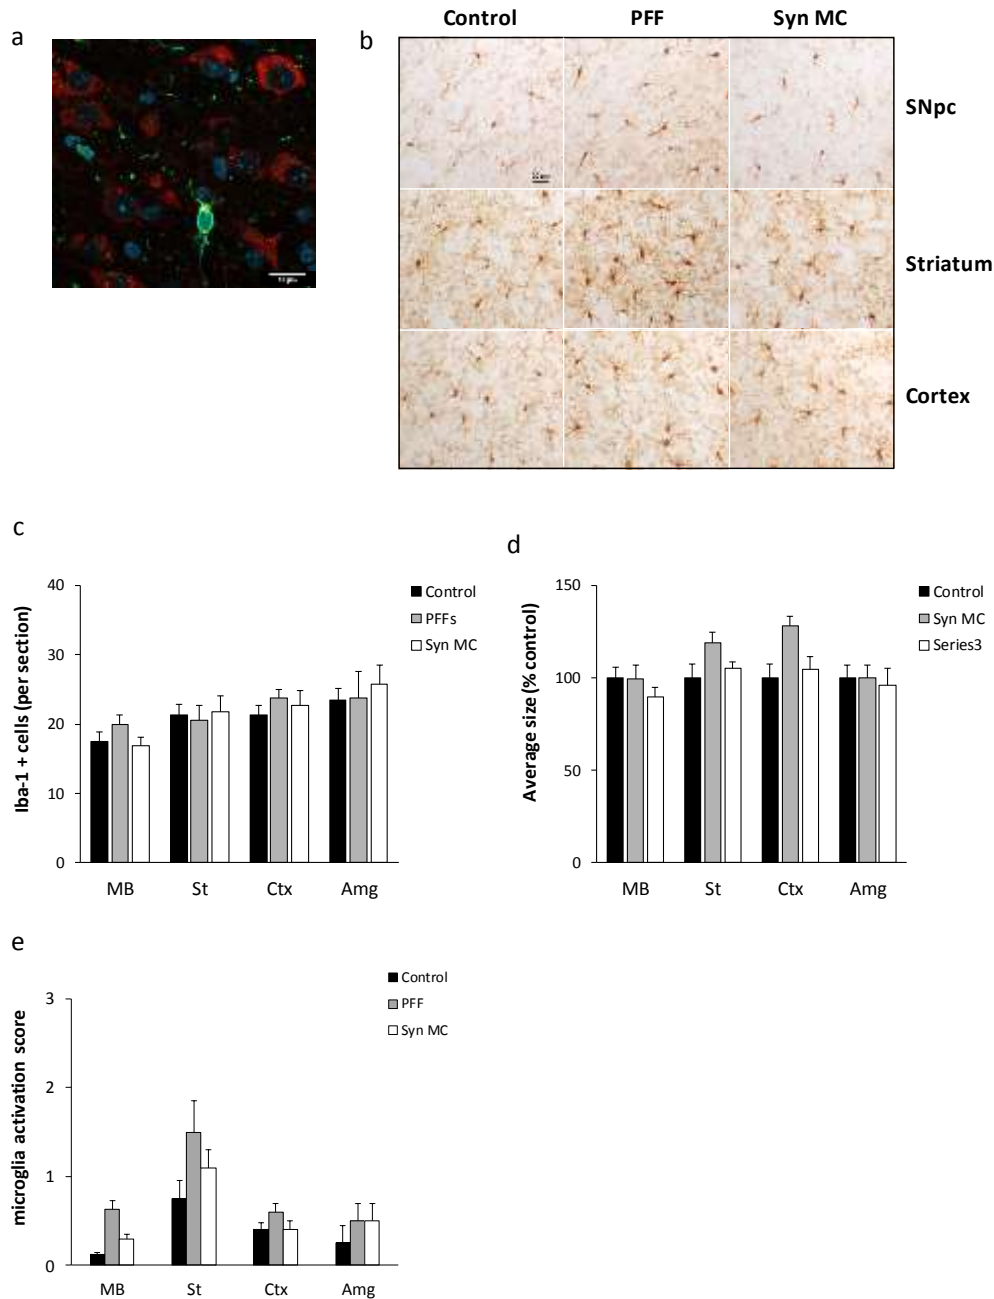 a
b
Control PFF Syn MC
SNpc
Striatum
Cortex
c
Iba-1 + cells (per section)
40
30
20
10
0
MB St Ctx Amg
Control
PFFs
Syn MC
d
Average size (% control)
150
100
50
0
MB St Ctx Amg
Control
Syn MC
Series3
e
microglia activation score
3
2
1
0
MB St Ctx Amg
Control
PFF
Syn MC